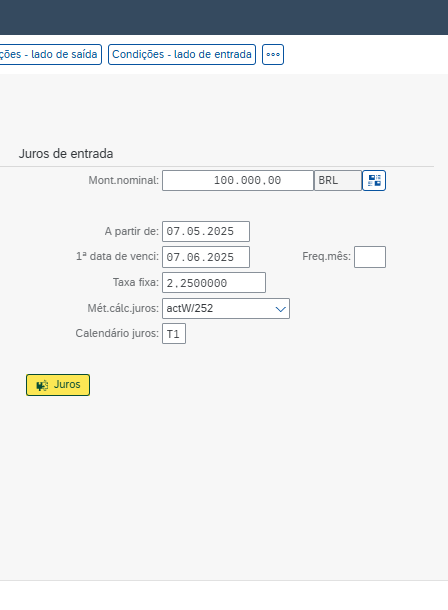 ções - lado de saída Condições - lado de entrada
Juros de entrada
Mont.nominal: 100.000,00 BRL
A partir de: 07.05.2025
1ª data de venci: 07.06.2025 Freq.mês:
Taxa fixa: 2,2500000
Mét.cálc.juros: actW/252
Calendário juros: T1
Juros